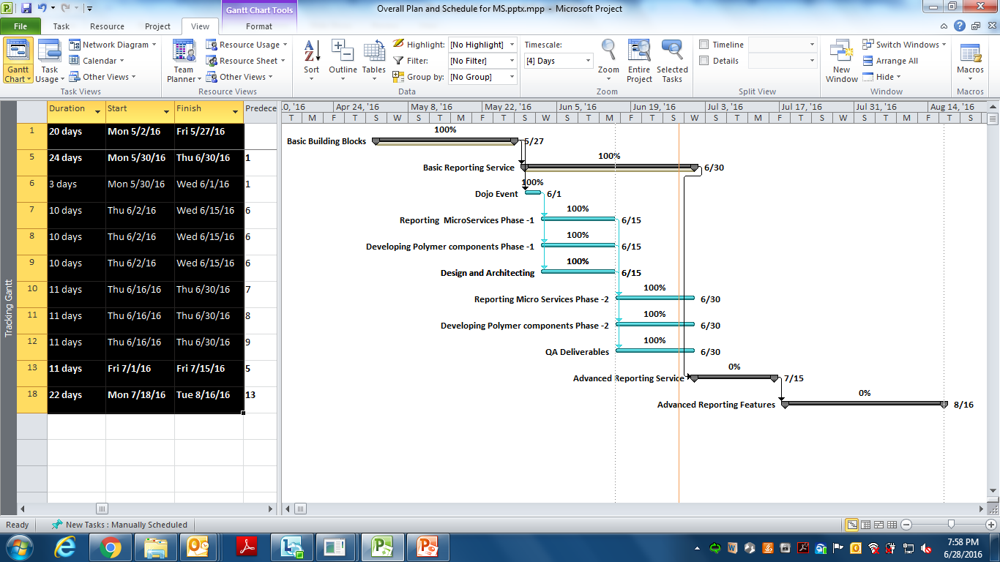 Gantt Chart Tools
Overall Plan and Schedule for MS.pptx.mpp - Microsoft Project
File Task Resource Project View Format
Gantt Chart
Task Usage
Network Diagram
Calendar
Other Views
Task Views
Team Planner
Resource Usage
Resource Sheet
Other Views
Resource Views
Sort
Outline
Tables
Highlight: [No Highlight]
Filter: [No Filter]
Group by: [No Group]
Data
Timescale:
[4] Days
Zoom
Entire Project
Selected Tasks
Zoom
Timeline
Details
Split View
New Window
Switch Windows
Arrange All
Hide
Window
Macros
Macros
Duration Start Finish Predece
1 20 days Mon 5/2/16 Fri 5/27/16
5 24 days Mon 5/30/16 Thu 6/30/16 1
6 3 days Mon 5/30/16 Wed 6/1/16 1
7 10 days Thu 6/2/16 Wed 6/15/16 6
8 10 days Thu 6/2/16 Wed 6/15/16 6
9 10 days Thu 6/2/16 Wed 6/15/16 6
10 11 days Thu 6/16/16 Thu 6/30/16 7
11 11 days Thu 6/16/16 Thu 6/30/16 8
12 11 days Thu 6/16/16 Thu 6/30/16 9
13 11 days Fri 7/1/16 Fri 7/15/16 5
18 22 days Mon 7/18/16 Tue 8/16/16 13
Tracking Gantt
.0, '16 Apr 24, '16 May 8, '16 May 22, '16 Jun 5, '16 Jun 19, '16 Jul 3, '16 Jul 17, '16 Jul 31, '16 Aug 14, '16
T M F T S W S T M F T S W S T M F T S W S T M F T S W S T M F T S
100%
Basic Building Blocks 5/27
100%
Basic Reporting Service 6/30
100%
Dojo Event 6/1
100%
Reporting MicroServices Phase -1 6/15
100%
Developing Polymer components Phase -1 6/15
100%
Design and Architecting 6/15
100%
Reporting Micro Services Phase -2 6/30
100%
Developing Polymer components Phase -2 6/30
100%
QA Deliverables 6/30
0%
Advanced Reporting Service 7/15
0%
Advanced Reporting Features 8/16
Ready New Tasks : Manually Scheduled
7:58 PM
6/28/2016